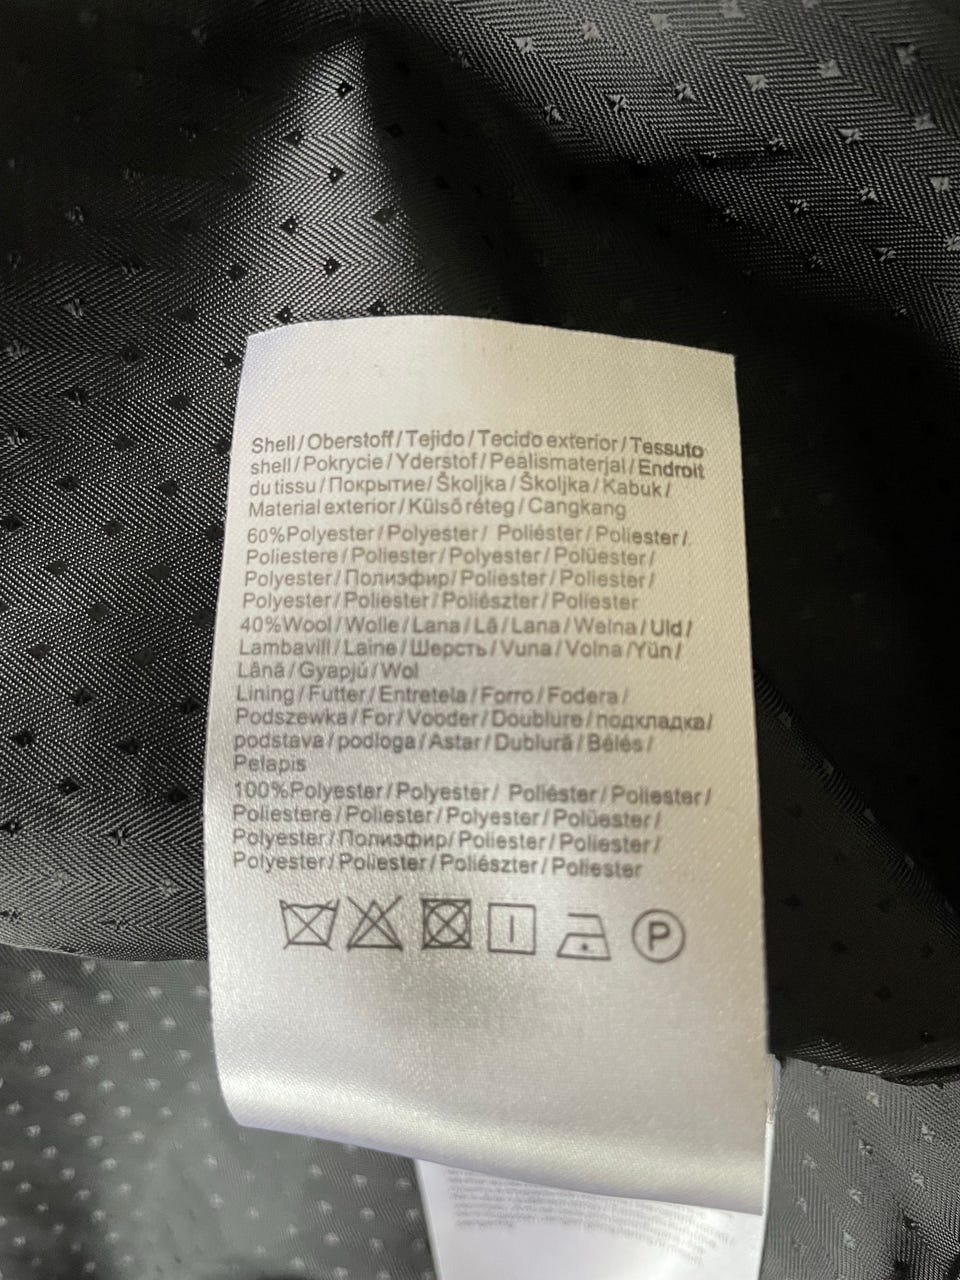 Shell / Oberstoff / Tejido / Tecido exterior / Tessuto
shell / Pokrycie / Yderstof / Pealismaterjal / Endroit
du tissu / Покрытие / Školjka / Školjka / Kabuk /
Material exterior / Külső réteg / Cangkang
60%Polyester / Polyester / Poliéster / Poliester /
Poliestere / Poliester / Polyester / Polüester /
Polyester / Полиэфир / Poliester / Poliester /
Polyester / Poliester / Poliészter / Poliester
40%Wool / Wolle / Lana / Lã / Lana / Welna / Uld /
Lambavill / Laine / Шерсть / Vuna / Volna / Yün /
Lână / Gyapjú / Wol
Lining / Futter / Entretela / Forro / Fodera /
Podszewka / For / Vooder / Doublure / подкладка /
podstava / podloga / Astar / Dublură / Bélés /
Pelapis
100%Polyester / Polyester / Poliéster / Poliester /
Poliestere / Poliester / Polyester / Polüester /
Polyester / Полиэфир / Poliester / Poliester /
Polyester / Poliester / Poliészter / Poliester
P